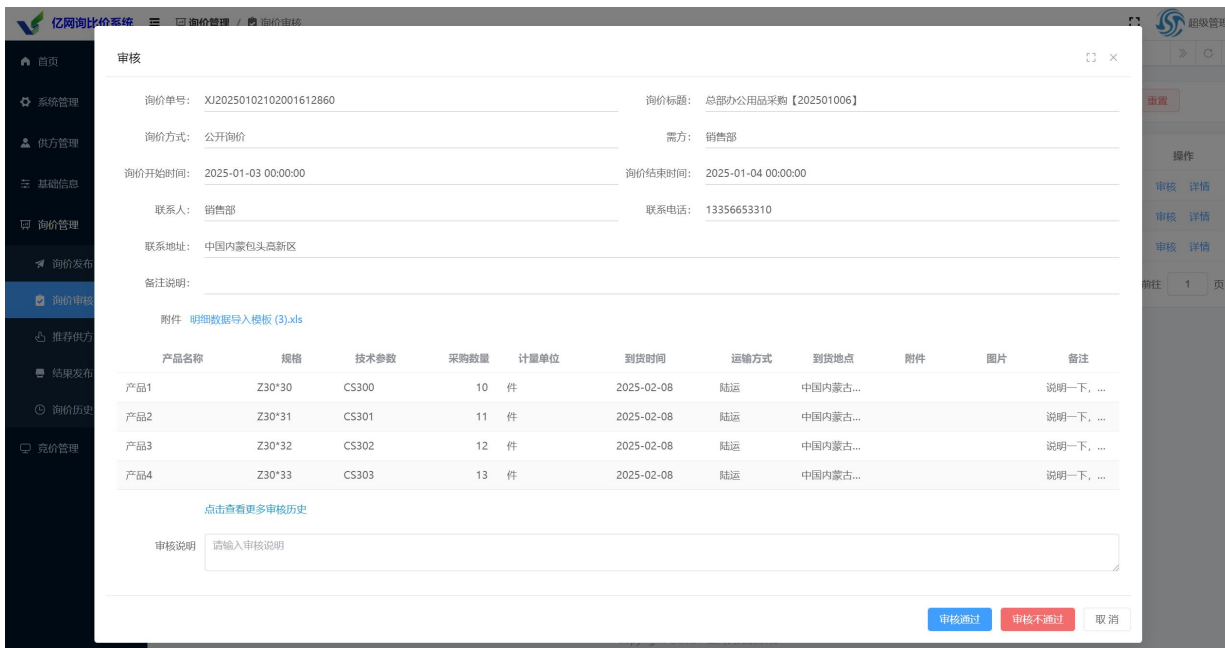 亿网询比价系统 询价管理 / 询价审核 超级管理
首页
系统管理
供方管理
基础信息
询价管理
询价发布
询价审核
推荐供方
结果发布
询价历史
竞价管理
重置
操作
审核 详情
审核 详情
审核 详情
前往 1 页
审核
询价单号: XJ20250102102001612860 询价标题: 总部办公用品采购【202501006】
询价方式: 公开询价 需方: 销售部
询价开始时间: 2025-01-03 00:00:00 询价结束时间: 2025-01-04 00:00:00
联系人: 销售部 联系电话: 13356653310
联系地址: 中国内蒙包头高新区
备注说明:
附件 明细数据导入模板 (3).xls
产品名称 规格 技术参数 采购数量 计量单位 到货时间 运输方式 到货地点 附件 图片 备注
产品1 Z30*30 CS300 10 件 2025-02-08 陆运 中国内蒙古... 说明一下, ...
产品2 Z30*31 CS301 11 件 2025-02-08 陆运 中国内蒙古... 说明一下, ...
产品3 Z30*32 CS302 12 件 2025-02-08 陆运 中国内蒙古... 说明一下, ...
产品4 Z30*33 CS303 13 件 2025-02-08 陆运 中国内蒙古... 说明一下, ...
点击查看更多审核历史
审核说明 请输入审核说明
审核通过 审核不通过 取消